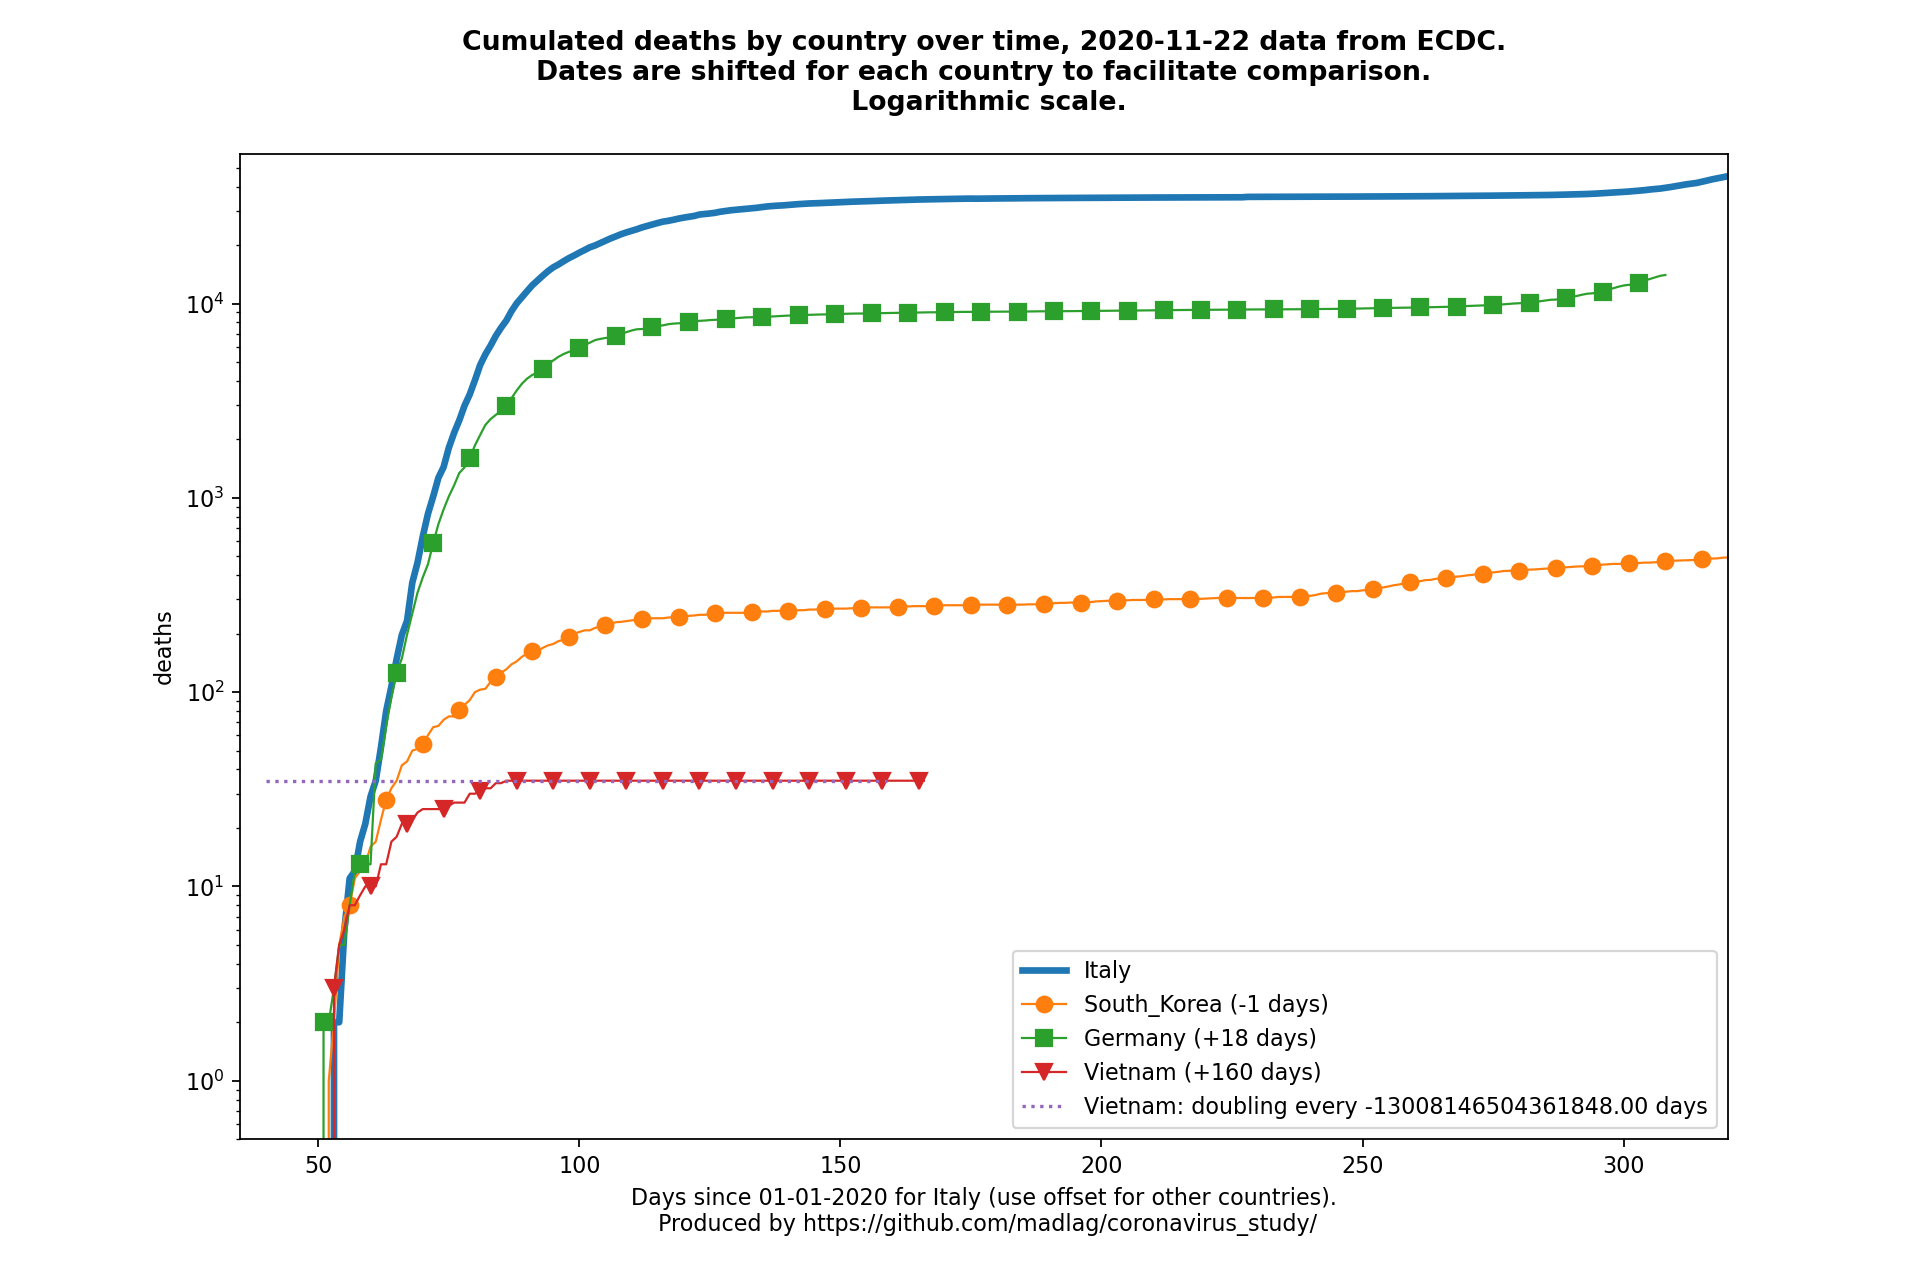 Cumulated deaths by country over time, 2020-11-22 data from ECDC.
Dates are shifted for each country to facilitate comparison.
Logarithmic scale.
10⁴
10³
10²
10¹
10⁰
deaths
Italy
South_Korea (-1 days)
Germany (+18 days)
Vietnam (+160 days)
Vietnam: doubling every -13008146504361848.00 days
50 100 150 200 250 300
Days since 01-01-2020 for Italy (use offset for other countries).
Produced by https://github.com/madlag/coronavirus_study/